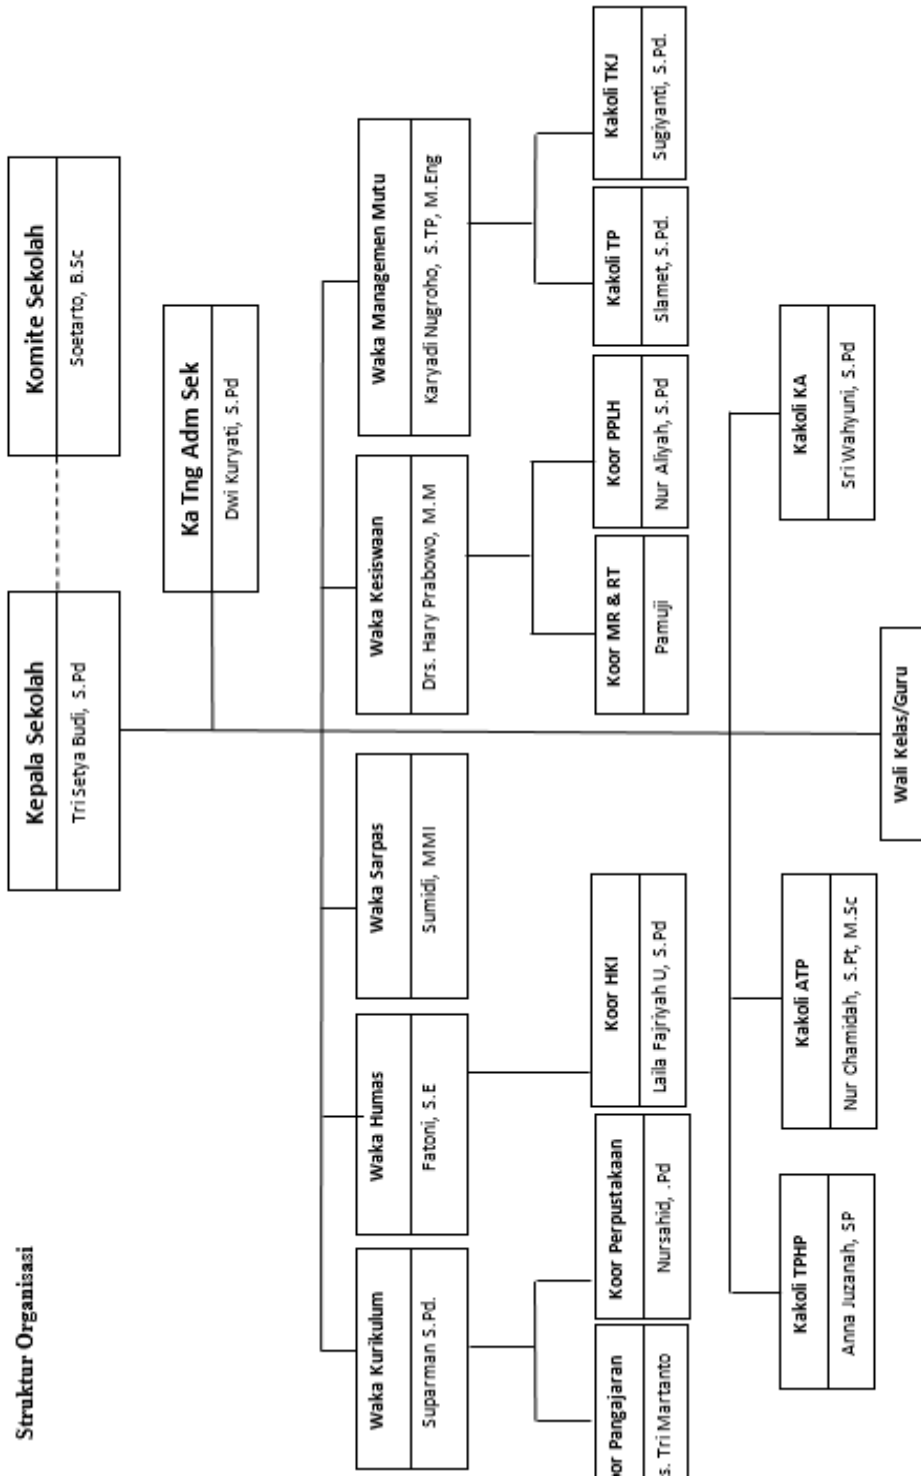 Struktur Organisasi
Kepala Sekolah
Tri Setya Budi, S.Pd
Komite Sekolah
Soetarto, B.Sc
Ka Tng Adm Sek
Dwi Kuryati, S.Pd
Waka Kurikulum
Suparman S.Pd.
Waka Humas
Fatoni, S.E
Waka Sarpas
Sumidi, MMI
Waka Kesiswaan
Drs. Hary Prabowo, M.M
Waka Managemen Mutu
Karyadi Nugroho, S.TP, M.Eng
Pangajaran
Tri Martanto
Koor Perpustakaan
Nursahid, .Pd
Koor HKI
Laila Fajriyah U, S.Pd
Koor MR & RT
Pamuji
Koor PPLH
Nur Aliyah, S.Pd
Kakoli TP
Slamet, S.Pd.
Kakoli TKJ
Sugiyanti, S.Pd.
Kakoli TPHP
Anna Juzanah, SP
Kakoli ATP
Nur Chamidah, S.Pt, M.Sc
Kakoli KA
Sri Wahyuni, S.Pd
Wali Kelas/Guru